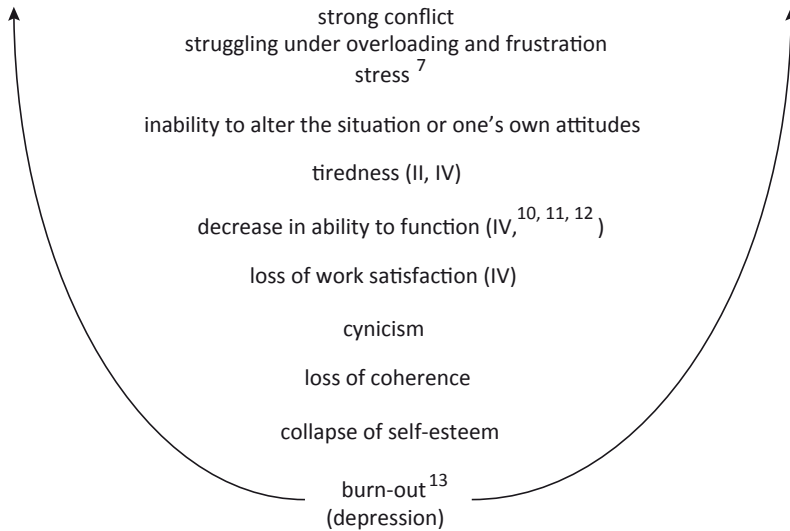 strong conflict
struggling under overloading and frustration
stress 7
inability to alter the situation or one’s own attitudes
tiredness (II, IV)
decrease in ability to function (IV, 10, 11, 12 )
loss of work satisfaction (IV)
cynicism
loss of coherence
collapse of self-esteem
burn-out 13
(depression)